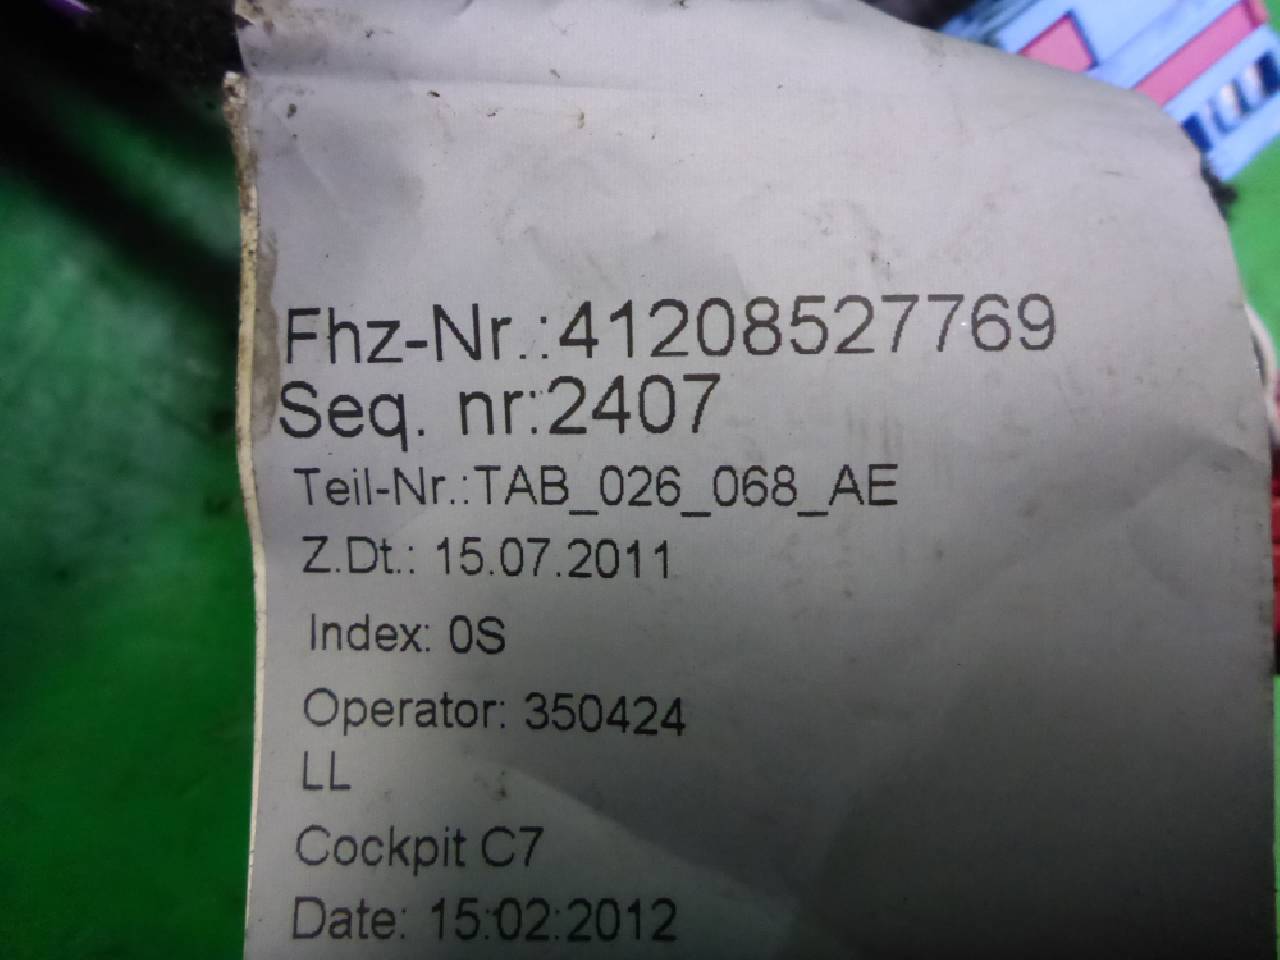 Fhz-Nr.:41208527769
Seq. nr:2407
Teil-Nr.:TAB_026_068_AE
Z.Dt.: 15.07.2011
Index: 0S
Operator: 350424
LL
Cockpit C7
Date: 15:02:2012